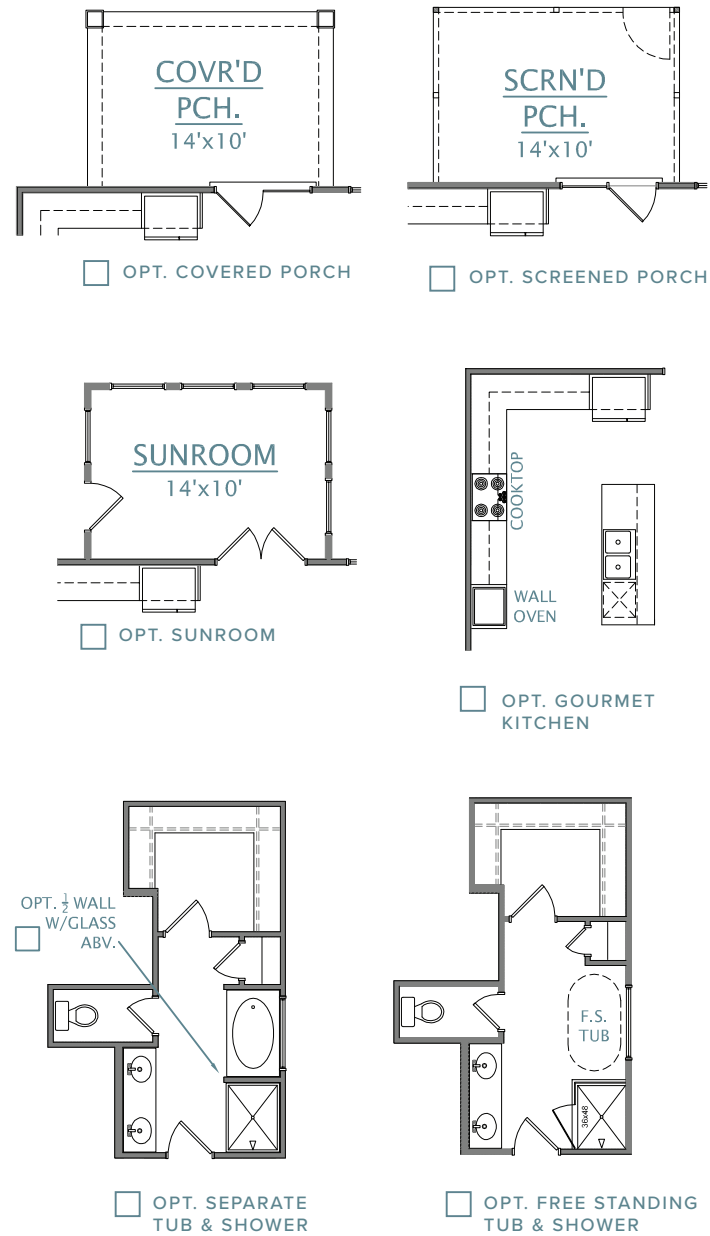 COVR'D
PCH.
14'x10'
OPT. COVERED PORCH
SCRN'D
PCH.
14'x10'
OPT. SCREENED PORCH
SUNROOM
14'x10'
OPT. SUNROOM
COOKTOP
WALL
OVEN
OPT. GOURMET
KITCHEN
OPT. ½ WALL
W/GLASS
ABV.
OPT. SEPARATE
TUB & SHOWER
F.S.
TUB
36x48
OPT. FREE STANDING
TUB & SHOWER